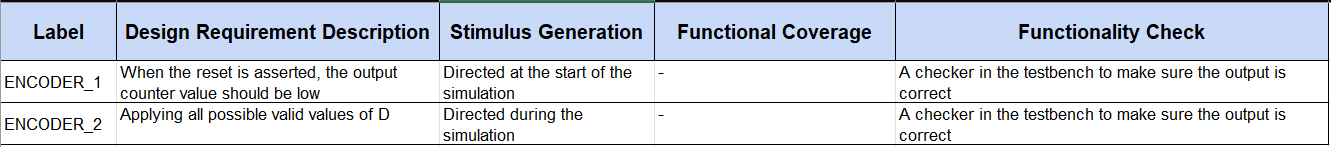 Label Design Requirement Description Stimulus Generation Functional Coverage Functionality Check
ENCODER_1 When the reset is asserted, the output counter value should be low Directed at the start of the simulation - A checker in the testbench to make sure the output is correct
ENCODER_2 Applying all possible valid values of D Directed during the simulation - A checker in the testbench to make sure the output is correct